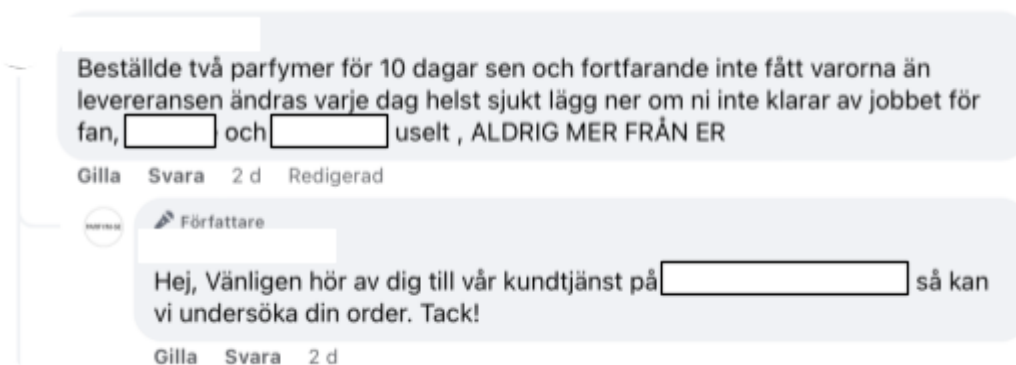 Beställde två parfymer för 10 dagar sen och fortfarande inte fått varorna än
levereransen ändras varje dag helst sjukt lägg ner om ni inte klarar av jobbet för
fan, och uselt , ALDRIG MER FRÅN ER
Gilla Svara 2 d Redigerad
Författare
Hej, Vänligen hör av dig till vår kundtjänst på så kan
vi undersöka din order. Tack!
Gilla Svara 2 d